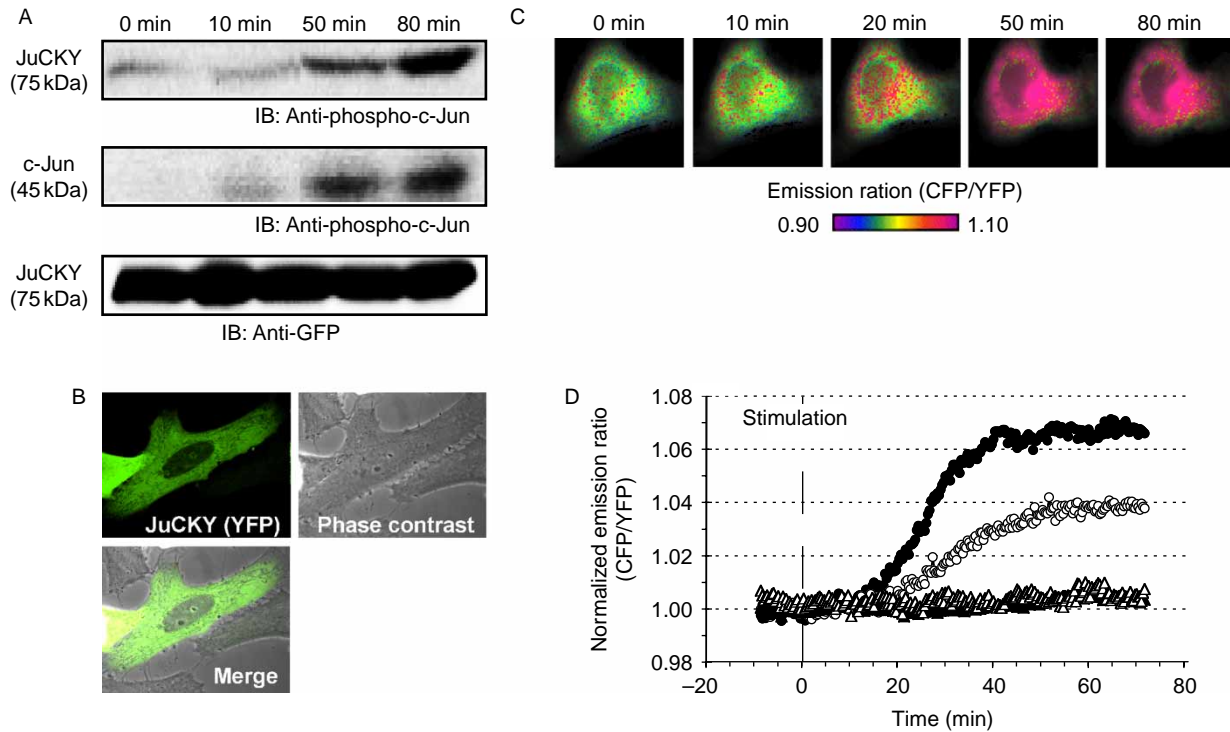 A
0 min 10 min 50 min 80 min
JuCKY
(75 kDa)
IB: Anti-phospho-c-Jun
c-Jun
(45 kDa)
IB: Anti-phospho-c-Jun
JuCKY
(75 kDa)
IB: Anti-GFP
B
JuCKY (YFP)
Phase contrast
Merge
C
0 min 10 min 20 min 50 min 80 min
Emission ration (CFP/YFP)
0.90 1.10
D
Stimulation
Normalized emission ratio
(CFP/YFP)
1.08
1.06
1.04
1.02
1.00
0.98
−20 0 20 40 60 80
Time (min)